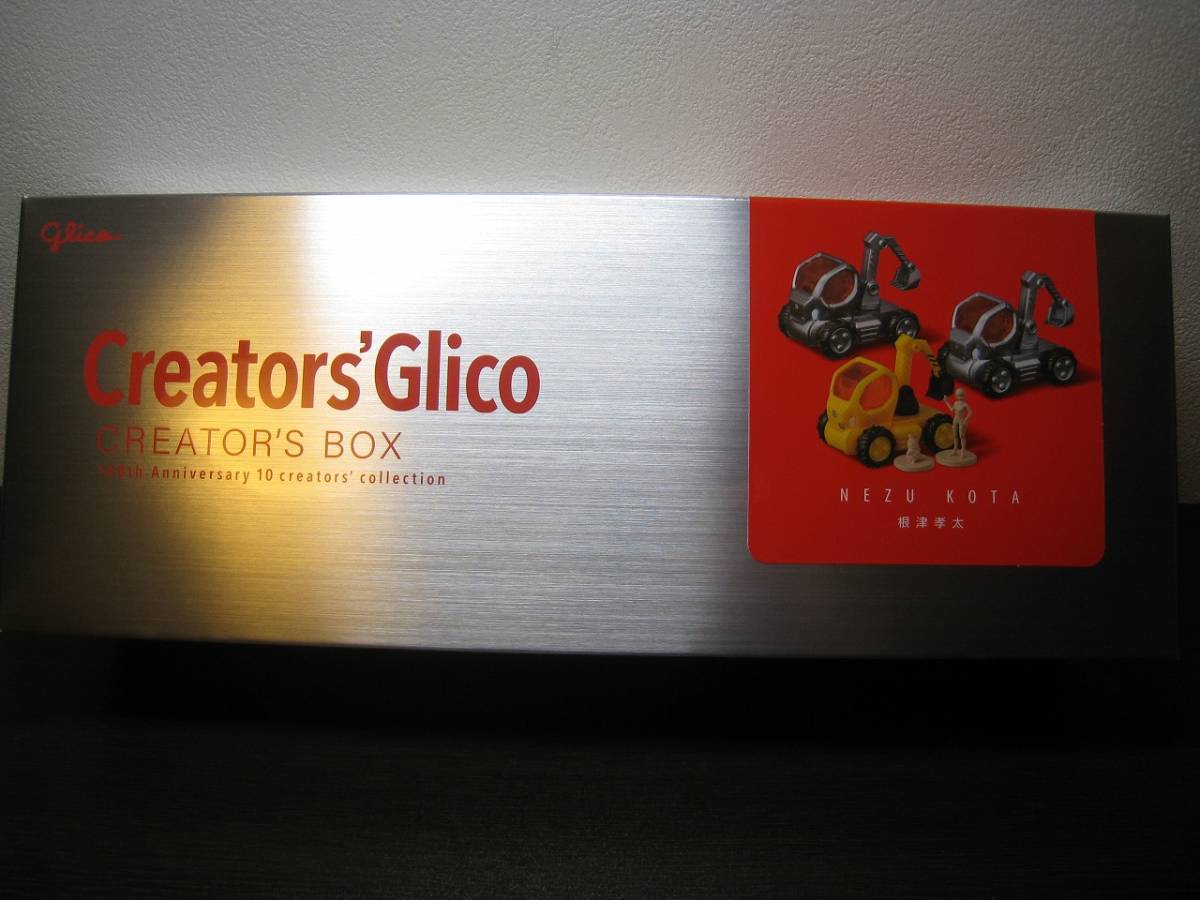 Glico
Creators'Glico
CREATOR'S BOX
Anniversary 10 creators' collection
NEZU KOTA
根津孝太